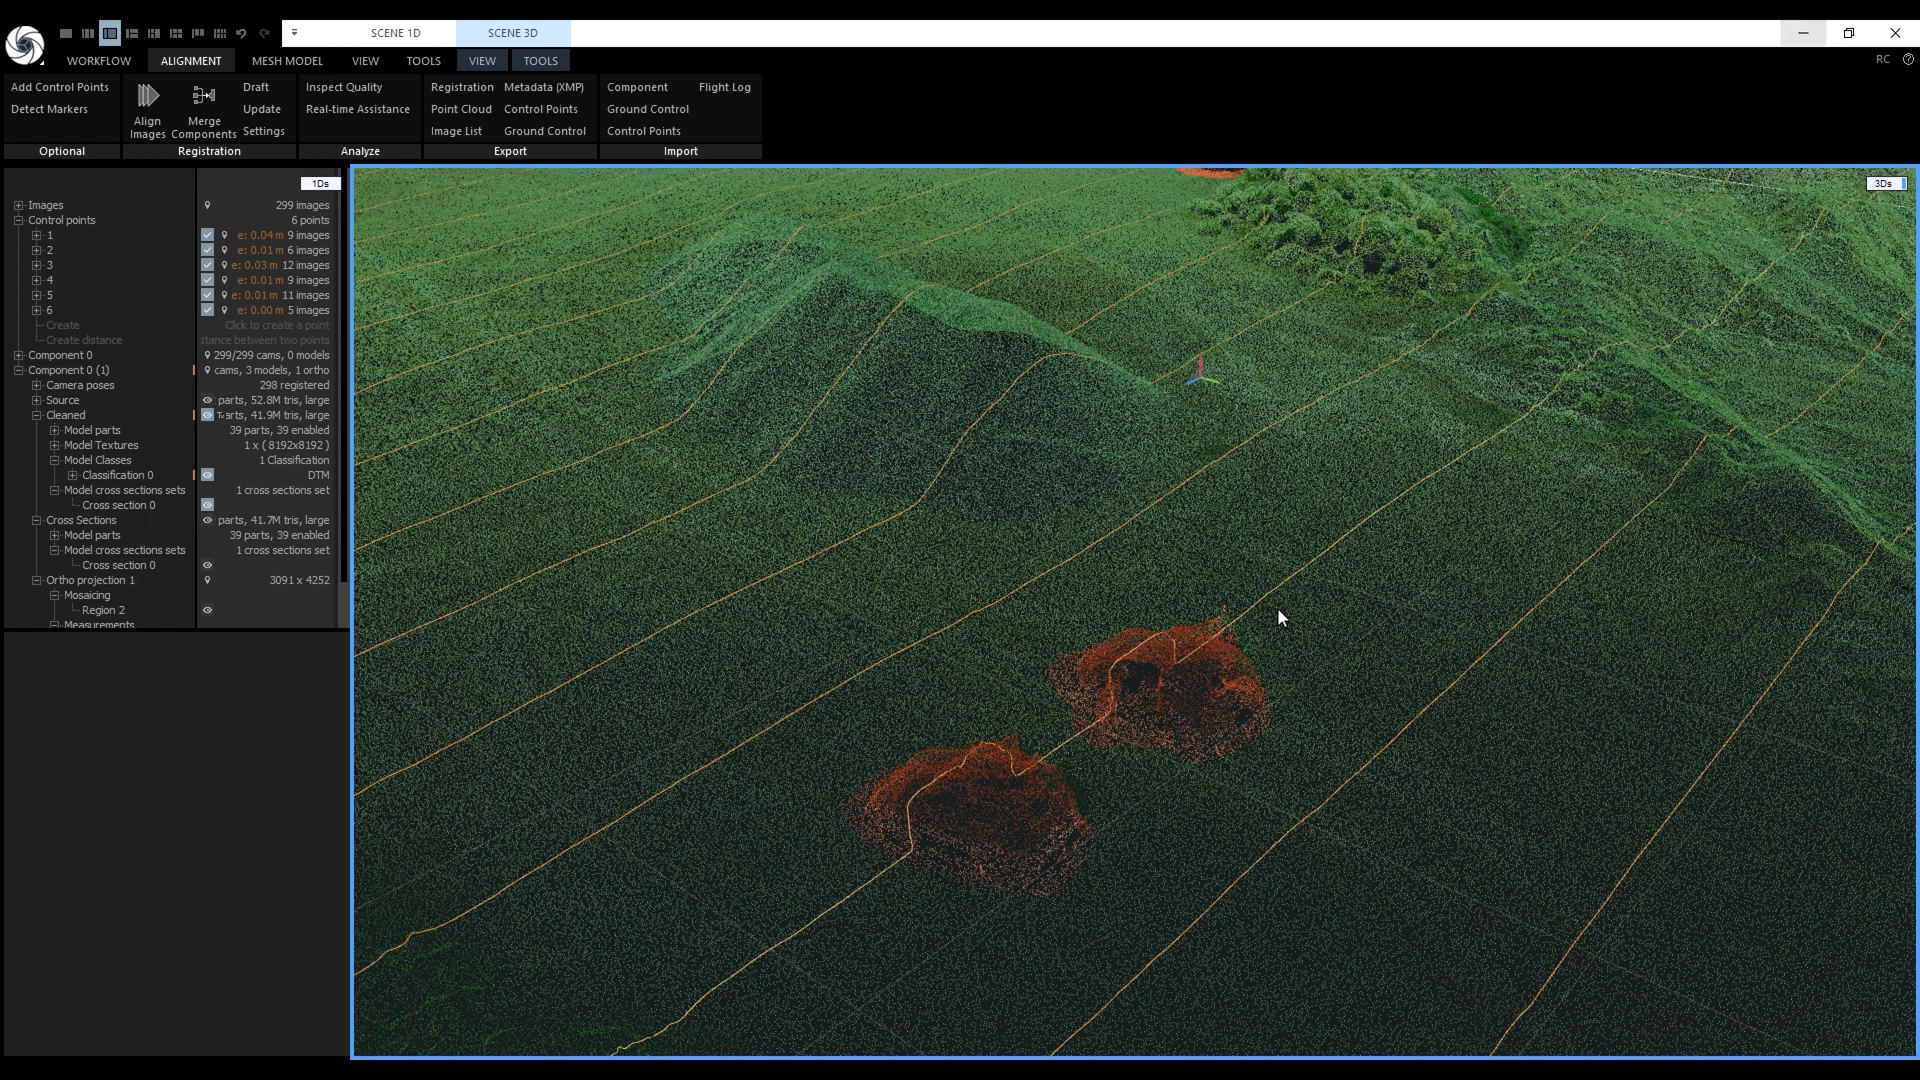 SCENE 1D SCENE 3D
WORKFLOW ALIGNMENT MESH MODEL VIEW TOOLS VIEW TOOLS RC
Add Control Points
Detect Markers
Optional
Align Images
Merge Components
Draft
Update
Settings
Registration
Inspect Quality
Real-time Assistance
Analyze
Registration Metadata (XMP)
Point Cloud Control Points
Image List Ground Control
Export
Component Flight Log
Ground Control
Control Points
Import
1Ds
3Ds
Images 299 images
Control points 6 points
1 e: 0.04 m 9 images
2 e: 0.01 m 6 images
3 e: 0.03 m 12 images
4 e: 0.01 m 9 images
5 e: 0.01 m 11 images
6 e: 0.00 m 5 images
Create Click to create a point
Create distance stance between two points
Component 0 299/299 cams, 0 models
Component 0 (1) cams, 3 models, 1 ortho
Camera poses 298 registered
Source parts, 52.8M tris, large
Cleaned arts, 41.9M tris, large
Model parts 39 parts, 39 enabled
Model Textures 1 x ( 8192x8192 )
Model Classes 1 Classification
Classification 0 DTM
Model cross sections sets 1 cross sections set
Cross section 0
Cross Sections parts, 41.7M tris, large
Model parts 39 parts, 39 enabled
Model cross sections sets 1 cross sections set
Cross section 0
Ortho projection 1 3091 x 4252
Mosaicing
Region 2
Measurements